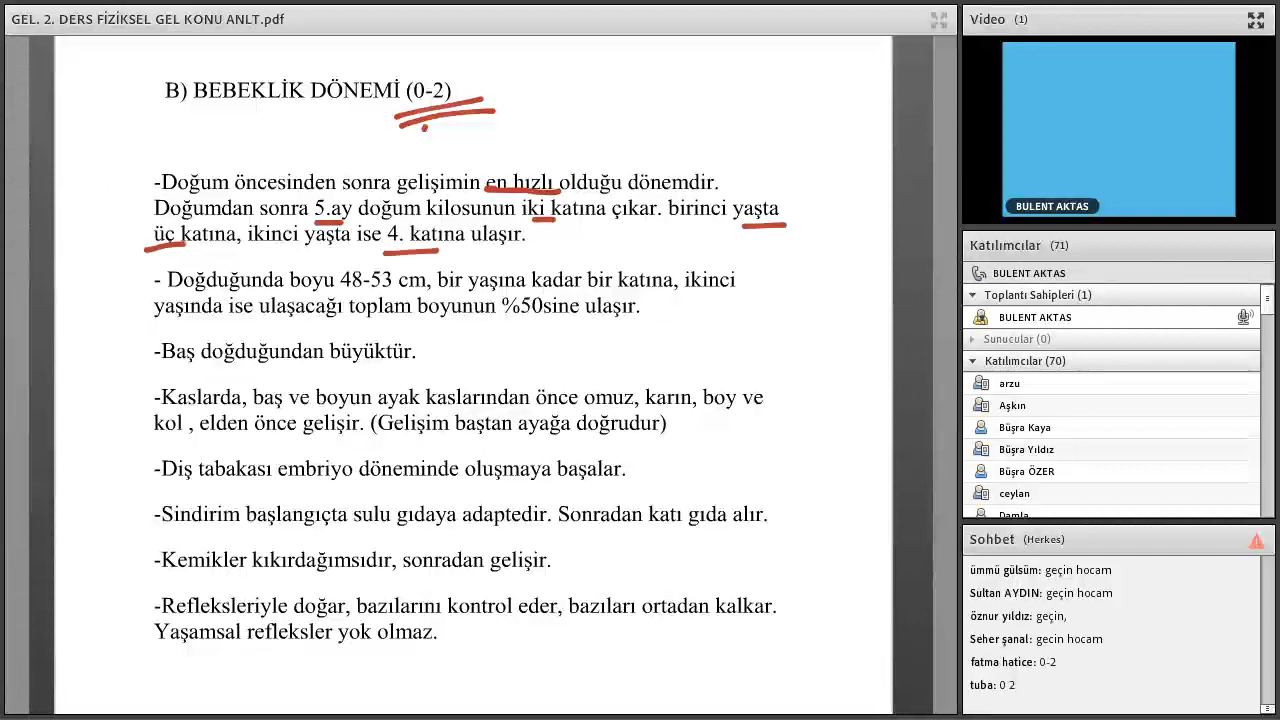 GEL. 2. DERS FİZİKSEL GEL KONU ANLT.pdf
B) BEBEKLİK DÖNEMİ (0-2)
-Doğum öncesinden sonra gelişimin en hızlı olduğu dönemdir.
Doğumdan sonra 5.ay doğum kilosunun iki katına çıkar. birinci yaşta
üç katına, ikinci yaşta ise 4. katına ulaşır.
- Doğduğunda boyu 48-53 cm, bir yaşına kadar bir katına, ikinci
yaşında ise ulaşacağı toplam boyunun %50sine ulaşır.
-Baş doğduğundan büyüktür.
-Kaslarda, baş ve boyun ayak kaslarından önce omuz, karın, boy ve
kol , elden önce gelişir. (Gelişim baştan ayağa doğrudur)
-Diş tabakası embriyo döneminde oluşmaya başalar.
-Sindirim başlangıçta sulu gıdaya adaptedir. Sonradan katı gıda alır.
-Kemikler kıkırdağımsıdır, sonradan gelişir.
-Refleksleriyle doğar, bazılarını kontrol eder, bazıları ortadan kalkar.
Yaşamsal refleksler yok olmaz.
Video (1)
BULENT AKTAS
Katılımcılar (71)
BULENT AKTAS
Toplantı Sahipleri (1)
BULENT AKTAS
Sunucular (0)
Katılımcılar (70)
arzu
Aşkın
Büşra Kaya
Büşra Yıldız
Büşra ÖZER
ceylan
Damla
Sohbet (Herkes)
ümmü gülsüm: geçin hocam
Sultan AYDIN: geçin hocam
öznur yıldız: geçin,
Seher şanal: gecin hocam
fatma hatice: 0-2
tuba: 0 2